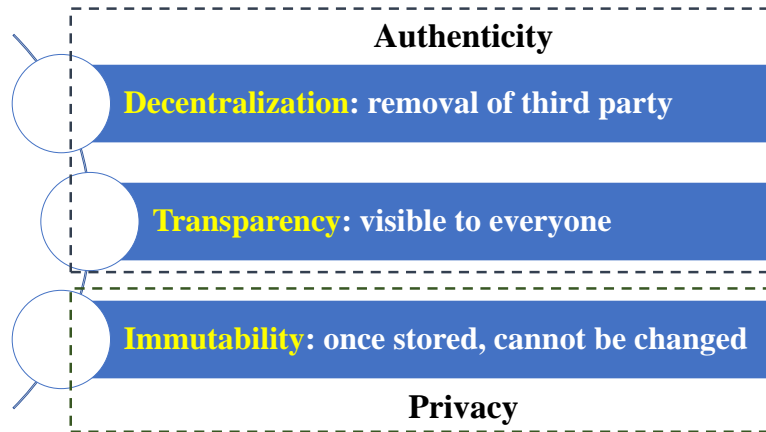 Authenticity
Decentralization: removal of third party
Transparency: visible to everyone
Immutability: once stored, cannot be changed
Privacy